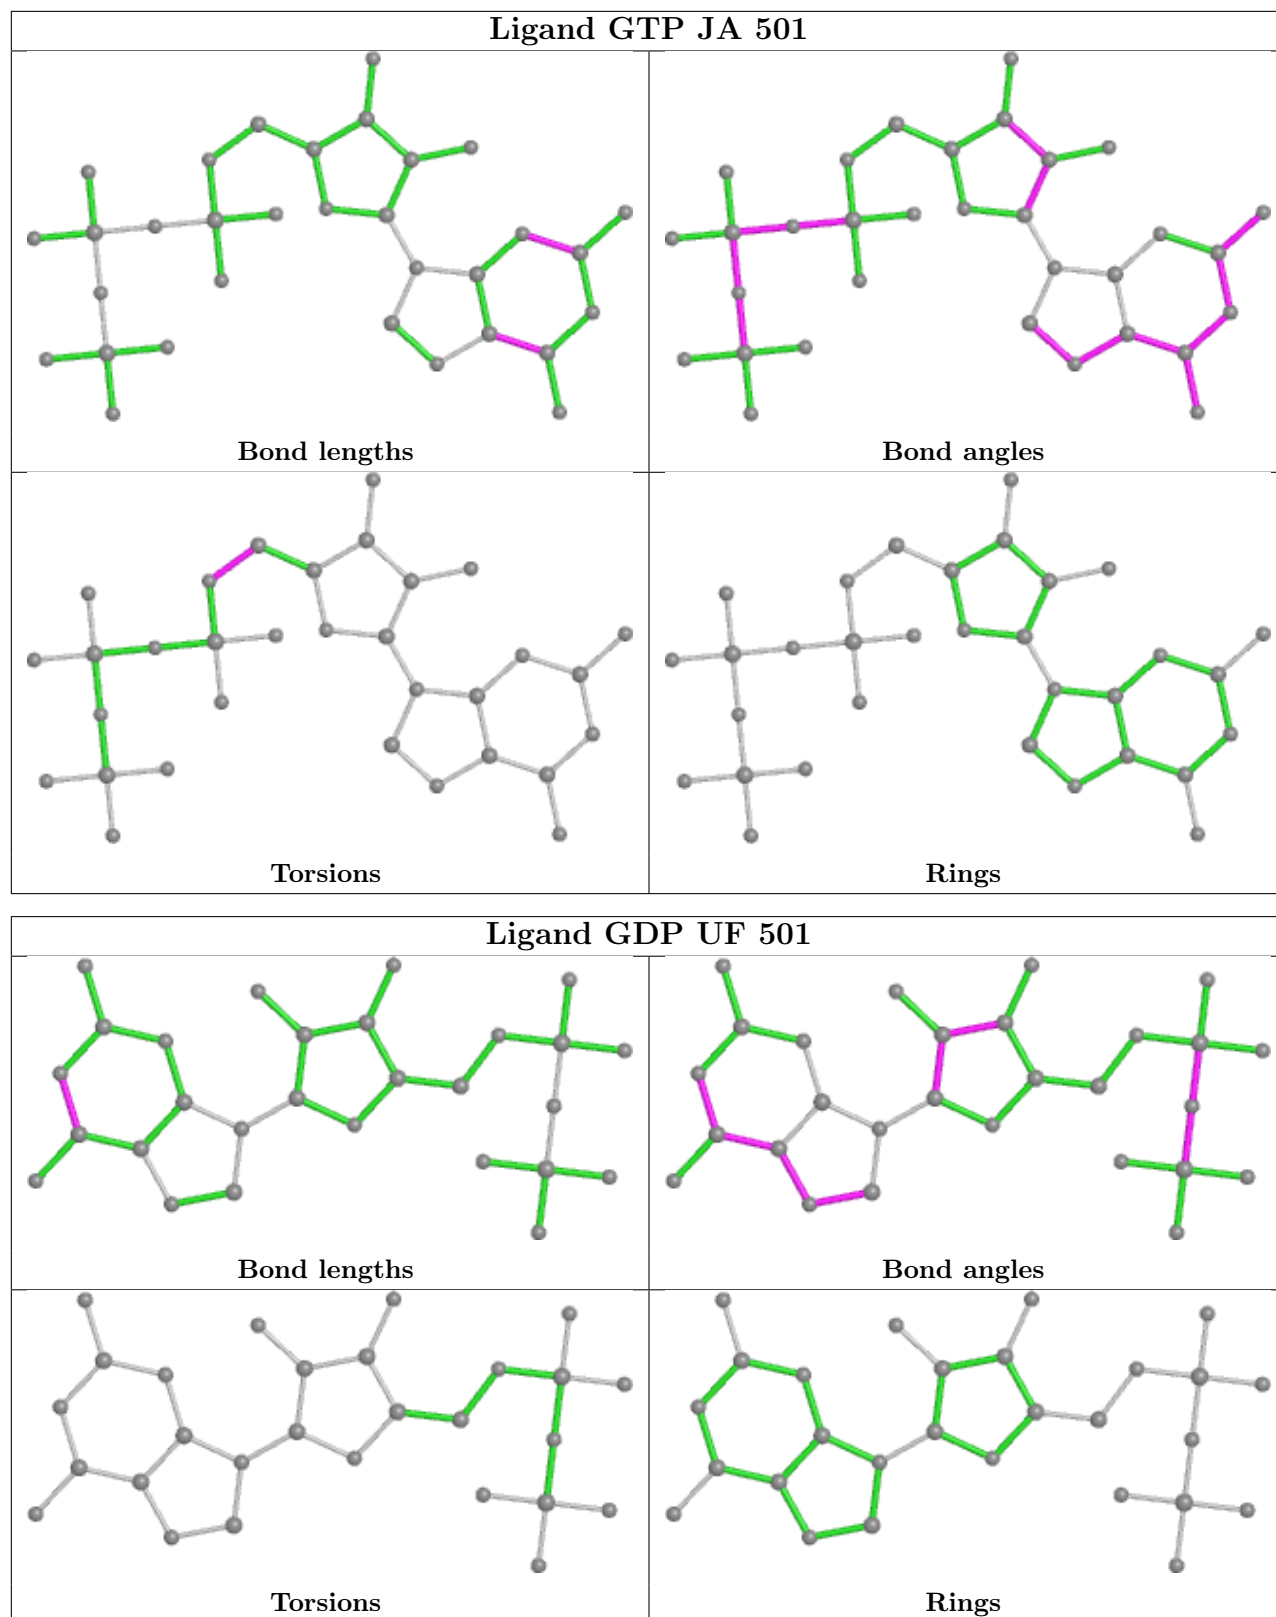 Ligand GTP JA 501
Bond lengths
Bond angles
Torsions
Rings
Ligand GDP UF 501
Bond lengths
Bond angles
Torsions
Rings